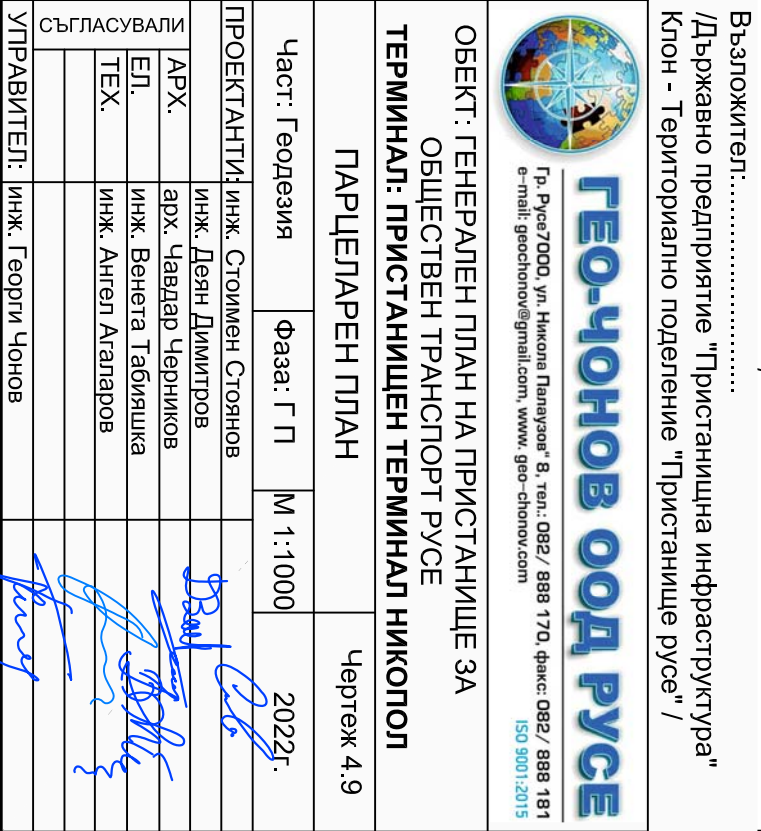 Възложител:................................
/Държавно предприятие "Пристанищна инфраструктура"
Клон - Териториално поделение "Пристанище русе" /
ГЕО-ЧОНОВ ООД РУСЕ
Гр. Русе7000, ул. Никола Палаузов" 8, тел.: 082/ 888 170, факс: 082/ 888 181
e-mail: geochonov@gmail.com, www. geo-chonov.com
ISO 9001:2015
ОБЕКТ: ГЕНЕРАЛЕН ПЛАН НА ПРИСТАНИЩЕ ЗА
ОБЩЕСТВЕН ТРАНСПОРТ РУСЕ
ТЕРМИНАЛ: ПРИСТАНИЩЕН ТЕРМИНАЛ НИКОПОЛ
ПАРЦЕЛАРЕН ПЛАН
Чертеж 4.9
Част: Геодезия
Фаза: Г П
М 1:1000
2022г.
ПРОЕКТАНТИ: инж. Стоимен Стоянов
инж. Деян Димитров
СЪГЛАСУВАЛИ
АРХ. арх. Чавдар Черников
ЕЛ. инж. Венета Табияшка
ТЕХ. инж. Ангел Агаларов
УПРАВИТЕЛ: инж. Георги Чонов